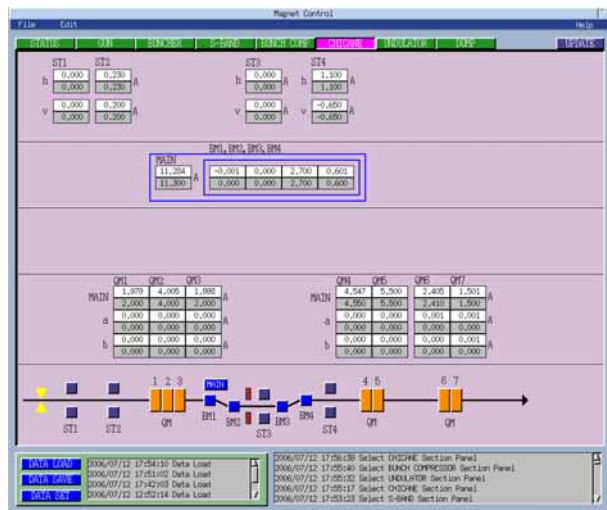 Magnet Control
File Edit Help
STATUS GUN BUNCHER S-BAND BUNCH COMP CHICANE UNDULATOR DUMP UPDATE
ST1 ST2 ST3 ST4
h 0.000 0.230 A h 0.000 A h 1.100 A
0.000 0.230 0.000 1.100
v 0.000 0.200 A v 0.000 A v -0.650 A
0.000 0.200 0.000 -0.650
BM1, BM2, BM3, BM4
MAIN
11.284 A -0.001 0.000 2.700 0.601
11.300 0.000 0.000 2.700 0.600
QM1 QM2 QM3 QM4 QM5 QM6 QM7
MAIN 1.979 4.005 1.998 A MAIN 4.547 5.500 2.405 1.501 A
2.000 4.000 2.000 4.550 5.500 2.410 1.500
a 0.000 0.000 0.000 A a 0.000 0.000 0.001 0.001 A
0.000 0.000 0.000 0.000 0.000 0.000 0.000
b 0.000 0.000 0.000 A b 0.000 0.000 0.000 0.001 A
0.000 0.000 0.000 0.000 0.000 0.000 0.000
1 2 3 MAIN 4 5 6 7
ST1 ST2 QM BM1 BM2 ST3 BM3 BM4 ST4 QM QM
DATA LOAD
DATA SAVE
DATA SET
2006/07/12 17:54:10 Data Load
2006/07/12 17:51:02 Data Load
2006/07/12 17:42:03 Data Load
2006/07/12 12:52:14 Data Load
2006/07/12 17:56:38 Select CHICANE Section Panel
2006/07/12 17:55:40 Select BUNCH COMPRESSOR Section Panel
2006/07/12 17:55:32 Select UNDULATOR Section Panel
2006/07/12 17:55:17 Select CHICANE Section Panel
2006/07/12 17:53:23 Select S-BAND Section Panel